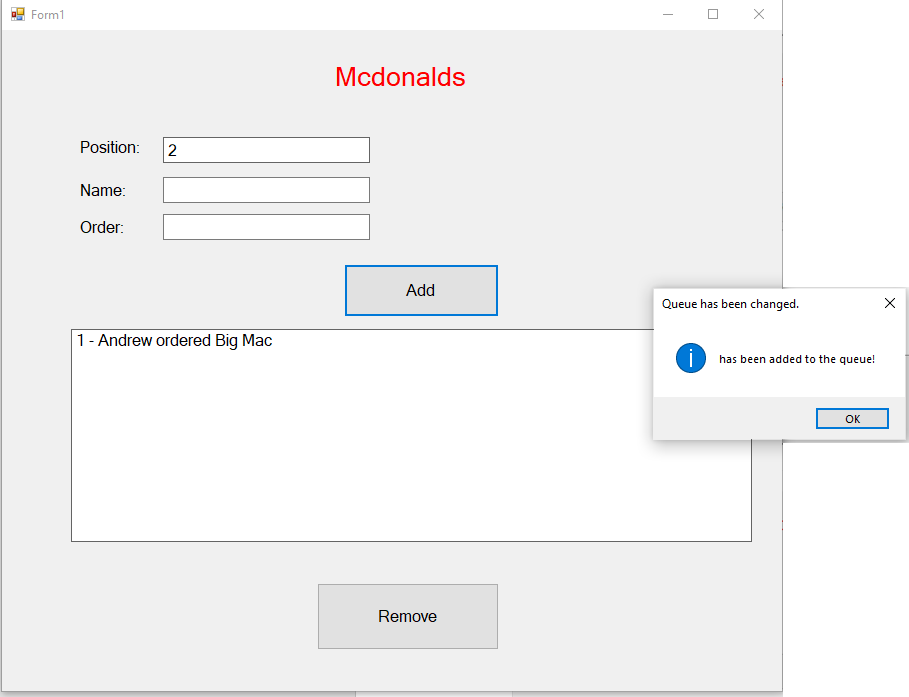 Form1
Mcdonalds
Position: 2
Name:
Order:
Add
Queue has been changed.
1 - Andrew ordered Big Mac
has been added to the queue!
OK
Remove